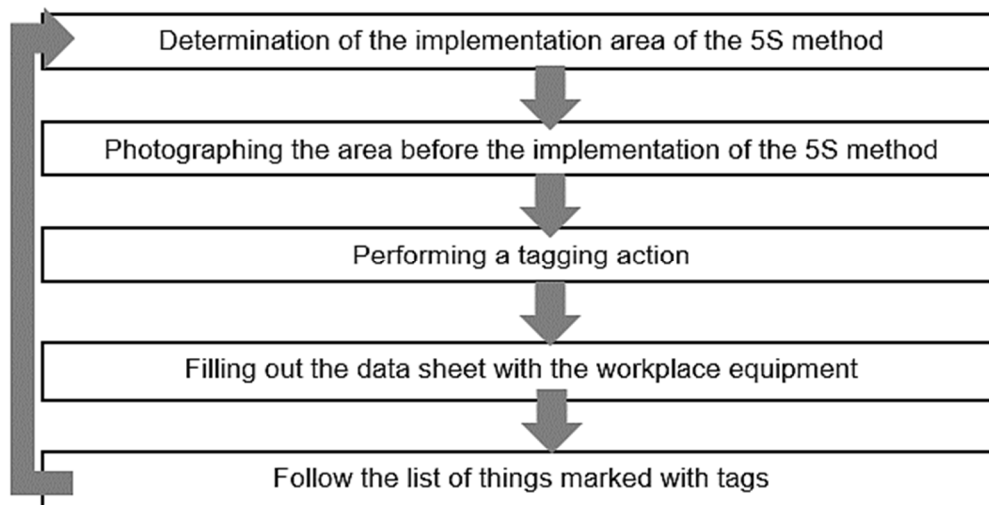 Determination of the implementation area of the 5S method
Photographing the area before the implementation of the 5S method
Performing a tagging action
Filling out the data sheet with the workplace equipment
Follow the list of things marked with tags